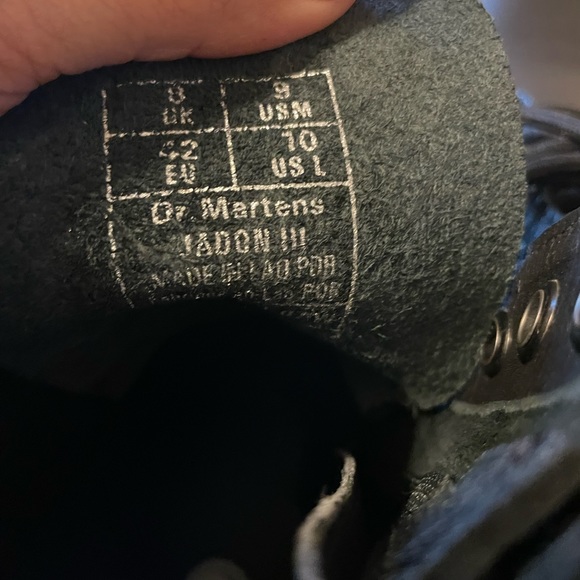 8 9
UK USM
42 10
EU US L
Dr. Martens
JADON III
MADE IN LAO PDR